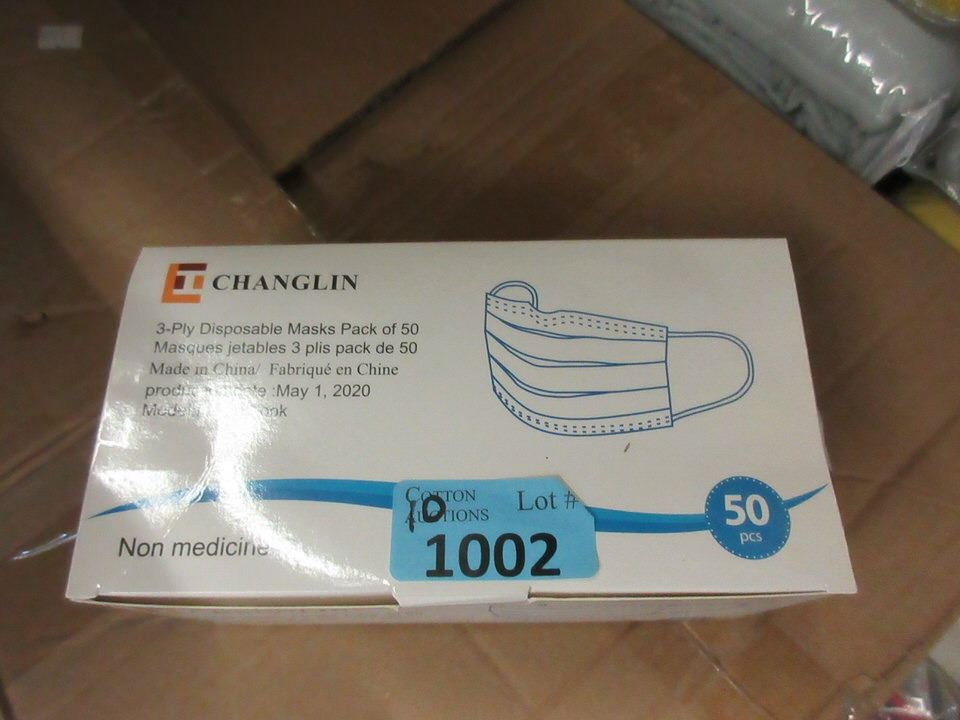 CHANGLIN
3-Ply Disposable Masks Pack of 50
Masques jetables 3 plis pack de 50
Made in China/ Fabriqué en Chine
:May 1, 2020
50
pcs
Non medicine
COTTON
AUCTIONS
Lot #
10
1002